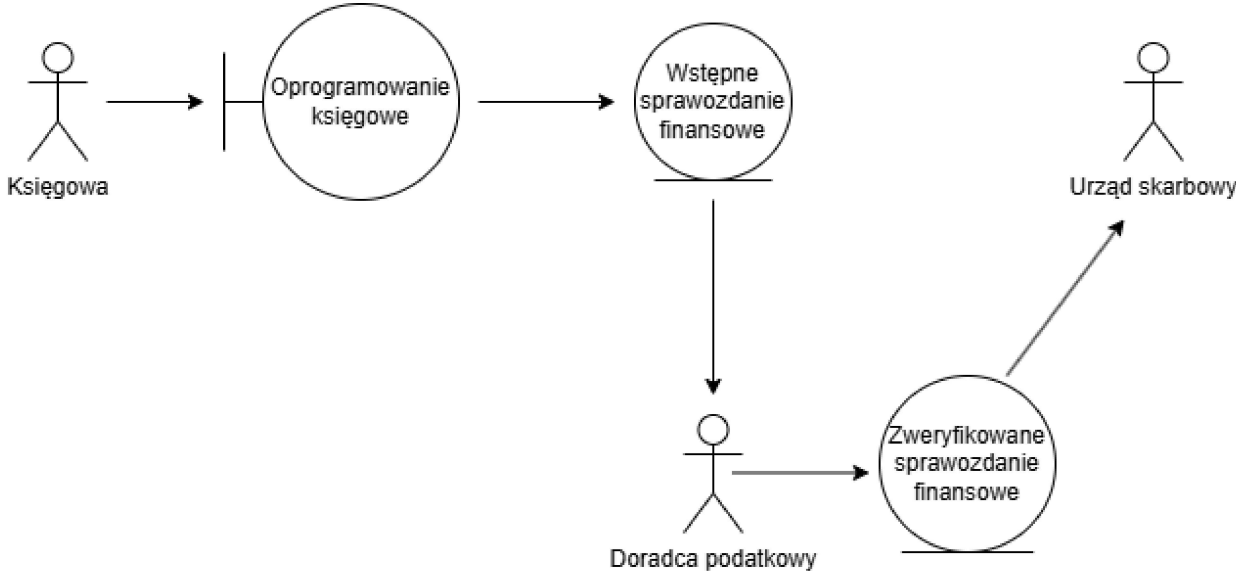 Oprogramowanie
księgowe
Wstępne
sprawozdanie
finansowe
Księgowa
Urząd skarbowy
Zweryfikowane
sprawozdanie
finansowe
Doradca podatkowy